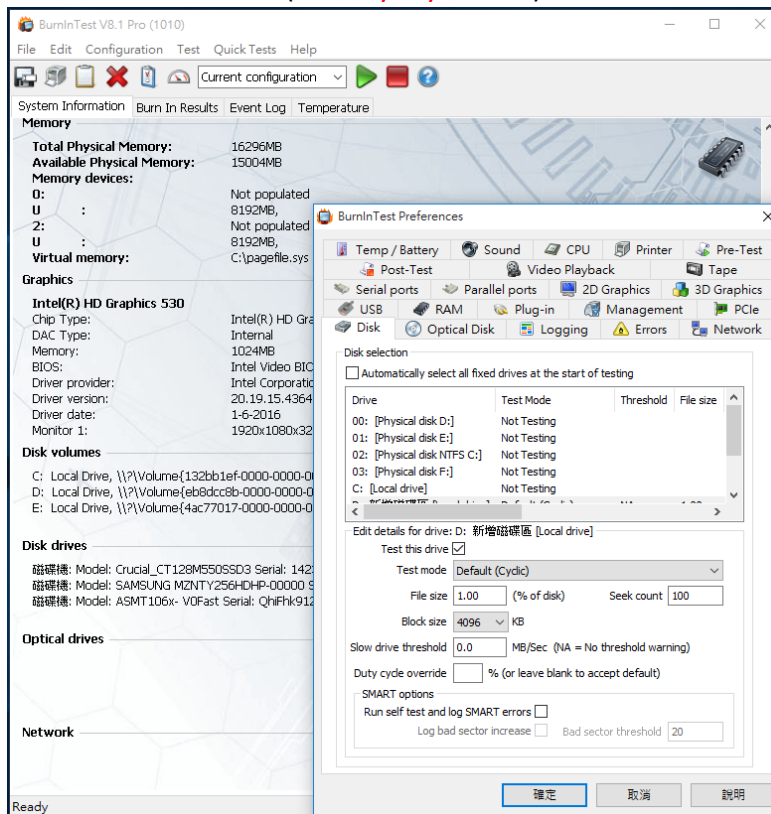 BurnInTest V8.1 Pro (1010)
File Edit Configuration Test Quick Tests Help
Current configuration
System Information Burn In Results Event Log Temperature
Memory
Total Physical Memory: 16296MB
Available Physical Memory: 15004MB
Memory devices:
0: Not populated
U : 8192MB,
2: Not populated
U : 8192MB,
Virtual memory: C:\pagefile.sys
Graphics
Intel(R) HD Graphics 530
Chip Type: Intel(R) HD Gra
DAC Type: Internal
Memory: 1024MB
BIOS: Intel Video BIO
Driver provider: Intel Corporatio
Driver version: 20.19.15.4364
Driver date: 1-6-2016
Monitor 1: 1920x1080x32
Disk volumes
C: Local Drive, \\?\Volume{132bb1ef-0000-0000-0
D: Local Drive, \\?\Volume{eb8dcc8b-0000-0000-0
E: Local Drive, \\?\Volume{4ac77017-0000-0000-0
Disk drives
磁碟機: Model: Crucial_CT128M550SSD3 Serial: 142
磁碟機: Model: SAMSUNG MZNTY256HDHP-00000 S
磁碟機: Model: ASMT106x- V0Fast Serial: QhiFhk912
Optical drives
Network
Ready
BurnInTest Preferences
Temp / Battery Sound CPU Printer Pre-Test
Post-Test Video Playback Tape
Serial ports Parallel ports 2D Graphics 3D Graphics
USB RAM Plug-in Management PCIe
Disk Optical Disk Logging Errors Network
Disk selection
Automatically select all fixed drives at the start of testing
Drive Test Mode Threshold File size
00: [Physical disk D:] Not Testing
01: [Physical disk E:] Not Testing
02: [Physical disk NTFS C:] Not Testing
03: [Physical disk F:] Not Testing
C: [Local drive] Not Testing
Edit details for drive: D: 新增磁碟區 [Local drive]
Test this drive
Test mode Default (Cyclic)
File size 1.00 (% of disk) Seek count 100
Block size 4096 KB
Slow drive threshold 0.0 MB/Sec (NA = No threshold warning)
Duty cycle override % (or leave blank to accept default)
SMART options
Run self test and log SMART errors
Log bad sector increase Bad sector threshold 20
確定 取消 說明